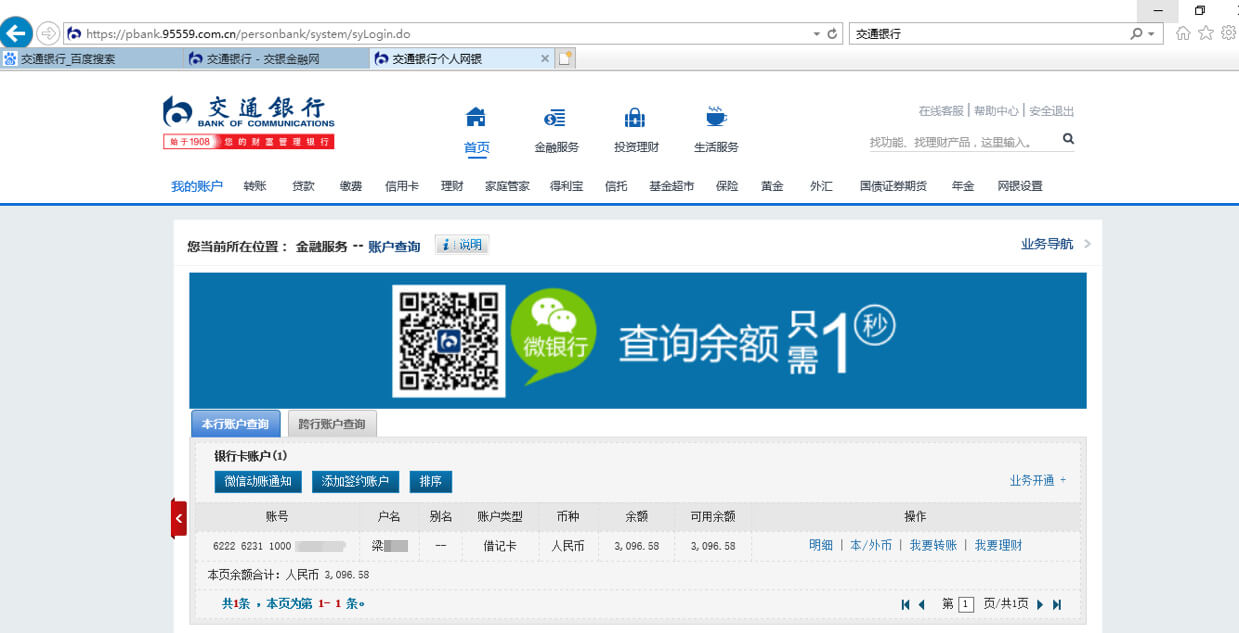 https://pbank.95559.com.cn/personbank/system/syLogin.do
交通银行
交通银行_百度搜索
交通银行 - 交银金融网
交通银行个人网银
交通銀行
BANK OF COMMUNICATIONS
始于1908 您的财富管理银行
首页
金融服务
投资理财
生活服务
在线客服 | 帮助中心 | 安全退出
找功能、找理财产品，这里输入。
我的账户 转账 贷款 缴费 信用卡 理财 家庭管家 得利宝 信托 基金超市 保险 黄金 外汇 国债证券期货 年金 网银设置
您当前所在位置： 金融服务 -- 账户查询
i 说明
业务导航
微银行
查询余额只需1秒
本行账户查询 跨行账户查询
银行卡账户(1)
微信动账通知 添加签约账户 排序
业务开通 +
账号 户名 别名 账户类型 币种 余额 可用余额 操作
6222 6231 1000 梁 -- 借记卡 人民币 3,096.58 3,096.58 明细 | 本/外币 | 我要转账 | 我要理财
本页余额合计：人民币 3,096.58
共1条，本页为第 1- 1 条。
第 1 页/共1页